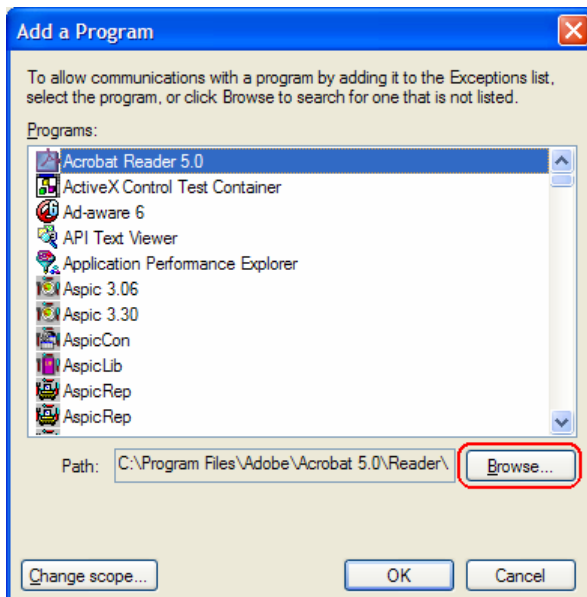 Add a Program
To allow communications with a program by adding it to the Exceptions list,
select the program, or click Browse to search for one that is not listed.
Programs:
Acrobat Reader 5.0
ActiveX Control Test Container
Ad-aware 6
API Text Viewer
Application Performance Explorer
Aspic 3.06
Aspic 3.30
AspicCon
AspicLib
AspicRep
AspicRep
Path: C:\Program Files\Adobe\Acrobat 5.0\Reader\ Browse...
Change scope... OK Cancel